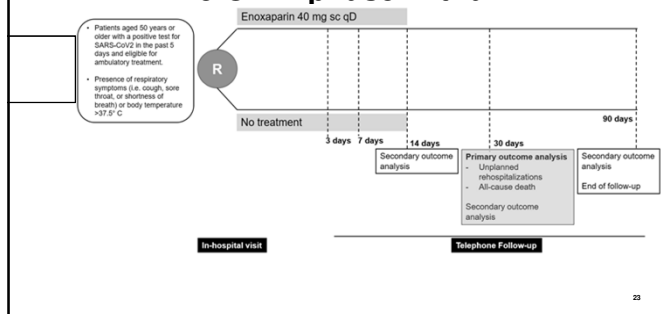 Enoxaparin 40 mg sc qD
• Patients aged 50 years or
older with a positive test for
SARS-CoV2 in the past 5
days and eligible for
ambulatory treatment.
• Presence of respiratory
symptoms (i.e. cough, sore
throat, or shortness of
breath) or body temperature
>37.5° C
R
No treatment
3 days 7 days 14 days 30 days 90 days
Secondary outcome
analysis
Primary outcome analysis
- Unplanned
rehospitalizations
- All-cause death
Secondary outcome
analysis
Secondary outcome
analysis
End of follow-up
In-hospital visit
Telephone Follow-up
23